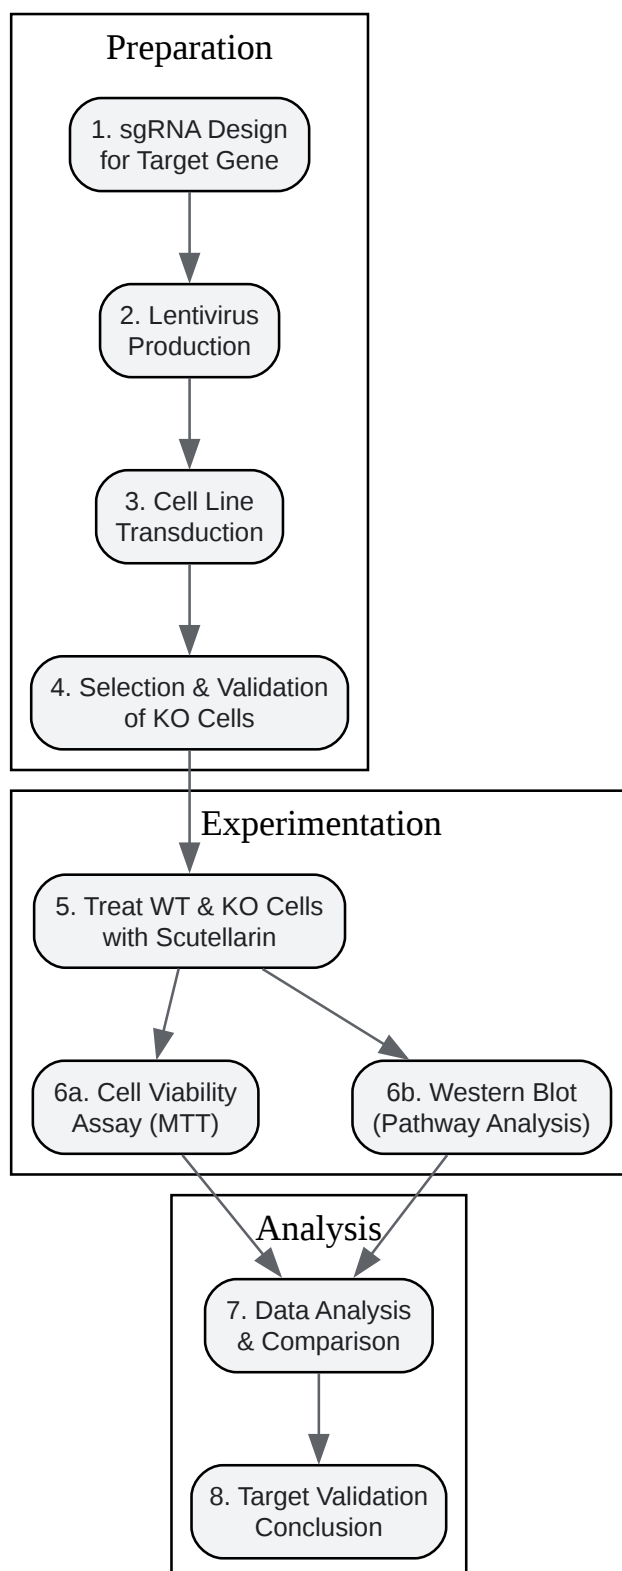 Preparation
1. sgRNA Design
for Target Gene
2. Lentivirus
Production
3. Cell Line
Transduction
4. Selection & Validation
of KO Cells
Experimentation
5. Treat WT & KO Cells
with Scutellarin
6a. Cell Viability
Assay (MTT)
6b. Western Blot
(Pathway Analysis)
Analysis
7. Data Analysis
& Comparison
8. Target Validation
Conclusion